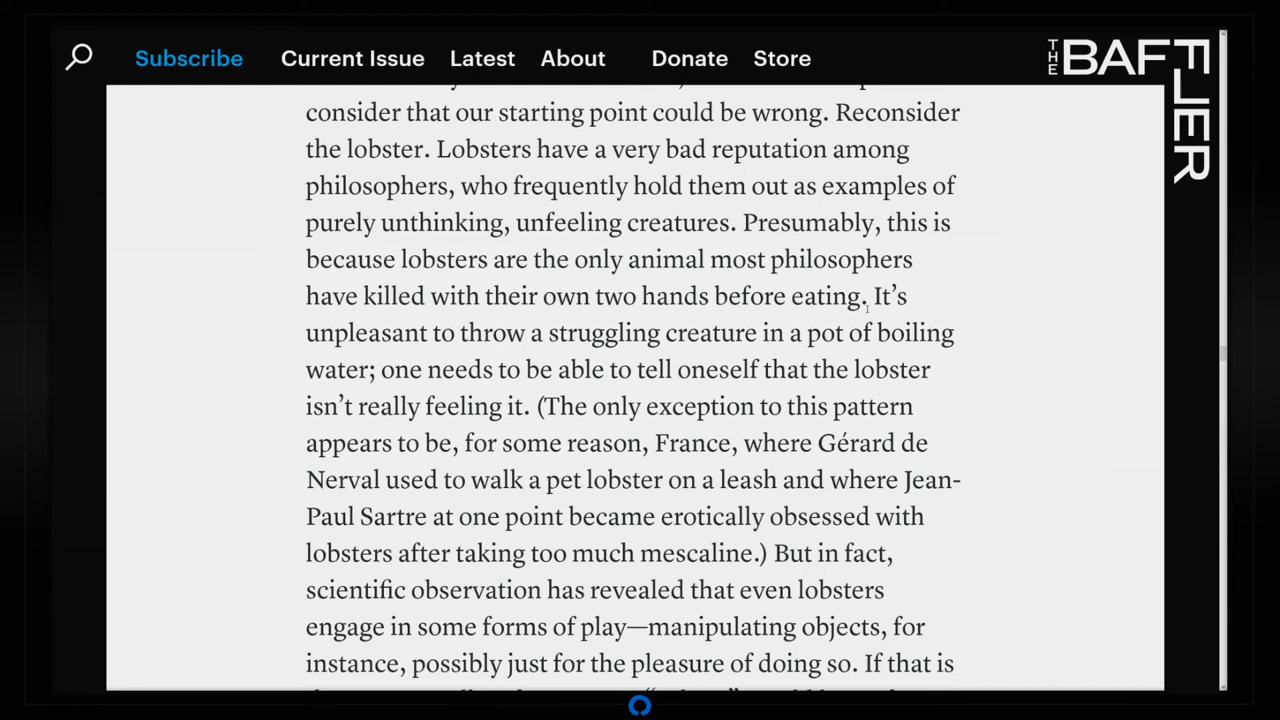 Subscribe Current Issue Latest About Donate Store
THE BAFFLER
consider that our starting point could be wrong. Reconsider
the lobster. Lobsters have a very bad reputation among
philosophers, who frequently hold them out as examples of
purely unthinking, unfeeling creatures. Presumably, this is
because lobsters are the only animal most philosophers
have killed with their own two hands before eating. It’s
unpleasant to throw a struggling creature in a pot of boiling
water; one needs to be able to tell oneself that the lobster
isn’t really feeling it. (The only exception to this pattern
appears to be, for some reason, France, where Gérard de
Nerval used to walk a pet lobster on a leash and where Jean-
Paul Sartre at one point became erotically obsessed with
lobsters after taking too much mescaline.) But in fact,
scientific observation has revealed that even lobsters
engage in some forms of play—manipulating objects, for
instance, possibly just for the pleasure of doing so. If that is